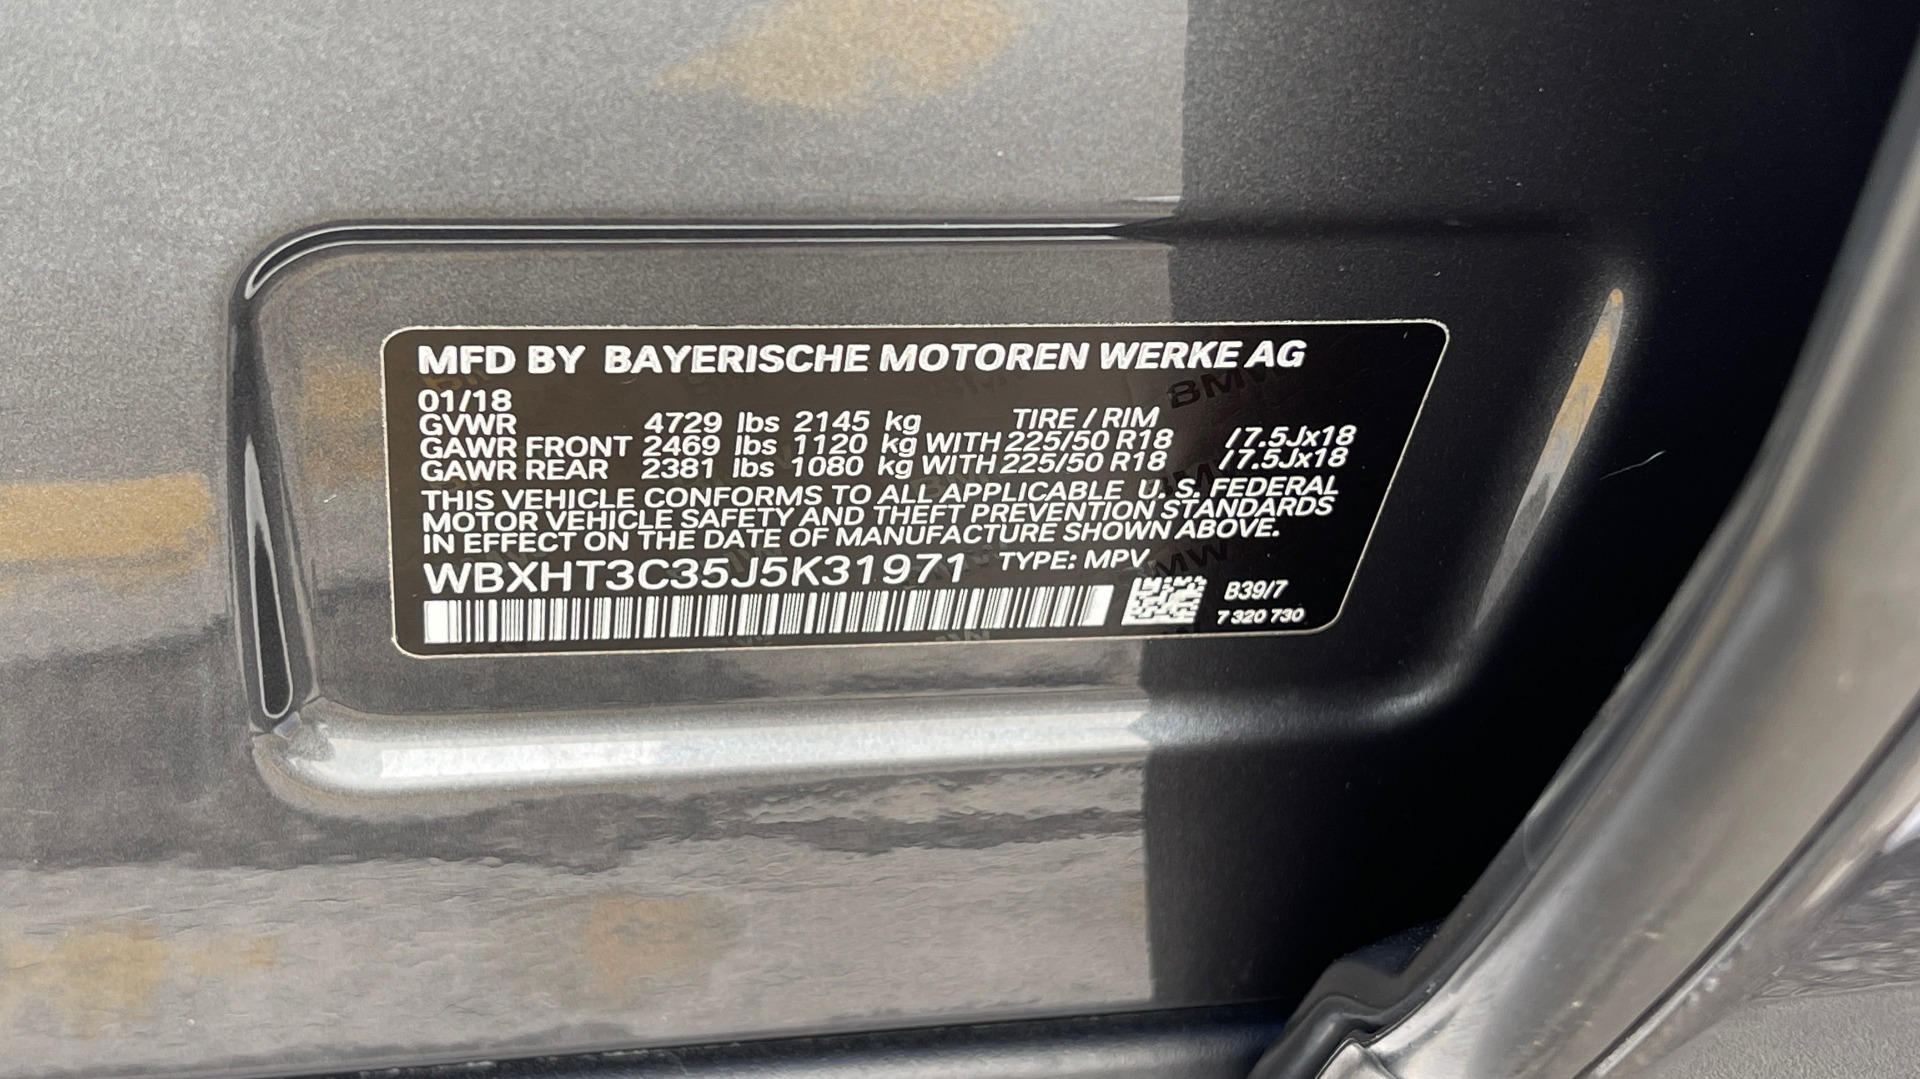 MFD BY BAYERISCHE MOTOREN WERKE AG
01/18
GVWR 4729 lbs 2145 kg TIRE / RIM
GAWR FRONT 2469 lbs 1120 kg WITH 225/50 R18 /7.5Jx18
GAWR REAR 2381 lbs 1080 kg WITH 225/50 R18 /7.5Jx18
THIS VEHICLE CONFORMS TO ALL APPLICABLE U. S. FEDERAL
MOTOR VEHICLE SAFETY AND THEFT PREVENTION STANDARDS
IN EFFECT ON THE DATE OF MANUFACTURE SHOWN ABOVE.
WBXHT3C35J5K31971 TYPE: MPV
B39/7
7 320 730
BMW
BMW